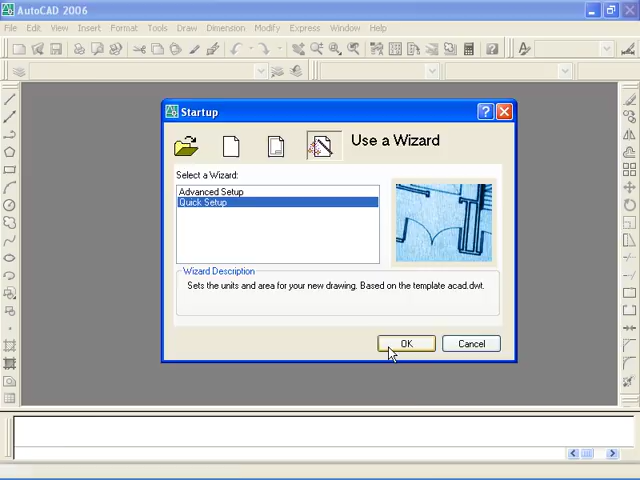 AutoCAD 2006
File Edit View Insert Format Tools Draw Dimension Modify Express Window Help
Startup
Use a Wizard
Select a Wizard:
Advanced Setup
Quick Setup
Wizard Description
Sets the units and area for your new drawing. Based on the template acad.dwt.
OK Cancel